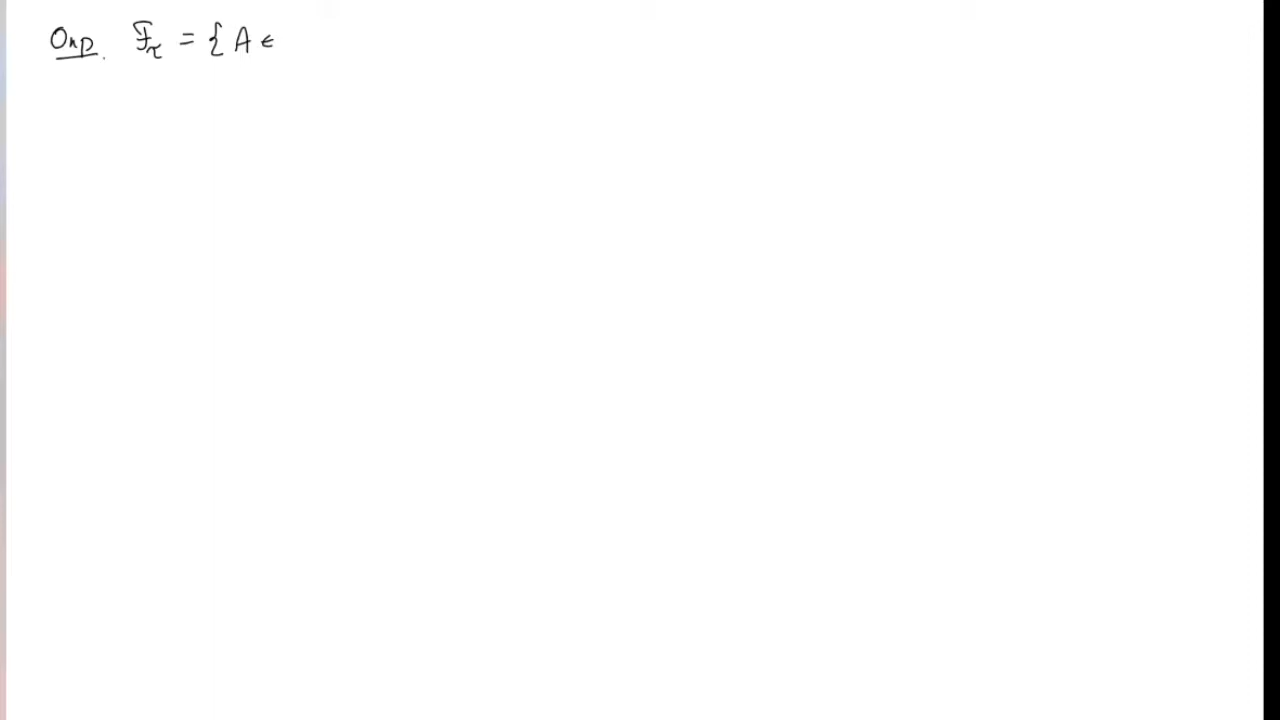 Опр. ℱ_τ = { A ∈